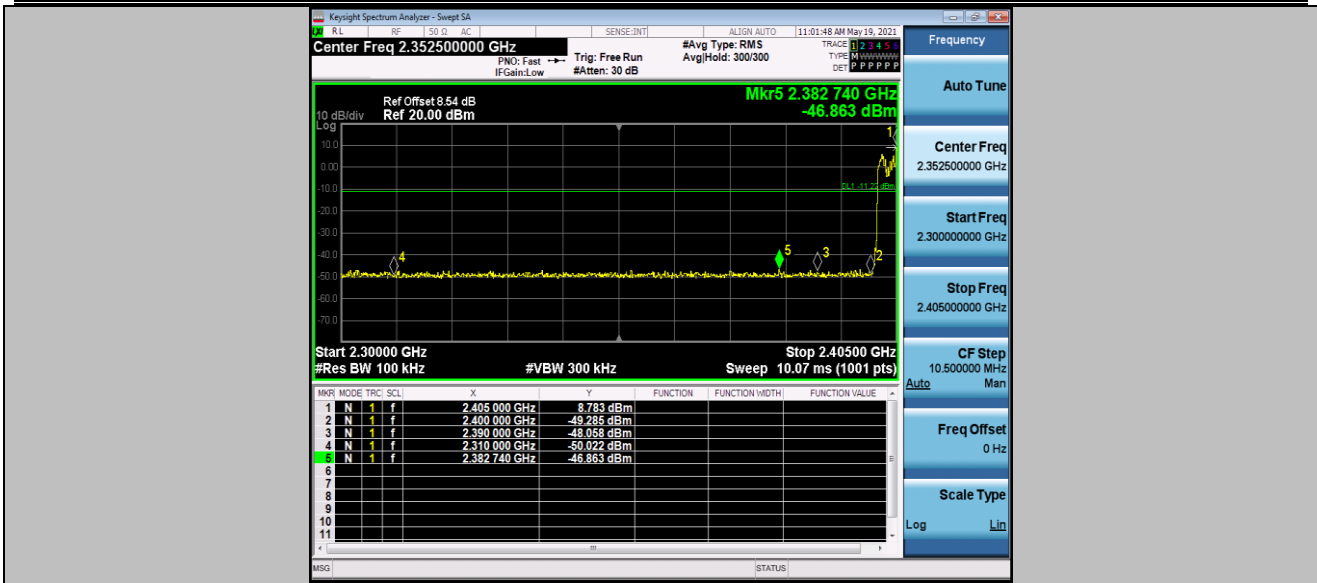 Keysight Spectrum Analyzer - Swept SA
RL RF 50 Ω AC SENSE:INT ALIGN AUTO 11:01:48 AM May 19, 2021
Center Freq 2.352500000 GHz
PNO: Fast
IFGain:Low
Trig: Free Run
#Atten: 30 dB
#Avg Type: RMS
Avg|Hold: 300/300
TRACE 1 2 3 4 5 6
TYPE M W W W W W
DET P P P P P P
Frequency
Auto Tune
Center Freq
2.352500000 GHz
Start Freq
2.300000000 GHz
Stop Freq
2.405000000 GHz
CF Step
10.500000 MHz
Auto Man
Freq Offset
0 Hz
Scale Type
Log Lin
Mkr5 2.382 740 GHz
-46.863 dBm
Ref Offset 8.54 dB
10 dB/div Ref 20.00 dBm
Log
10.0
0.00
-10.0
-20.0
-30.0
-40.0
-50.0
-60.0
-70.0
1
DL1 -11.22 dBm
4
5
3
2
Start 2.30000 GHz Stop 2.40500 GHz
#Res BW 100 kHz #VBW 300 kHz Sweep 10.07 ms (1001 pts)
MKR MODE TRC SCL X Y FUNCTION FUNCTION WIDTH FUNCTION VALUE
1 N 1 f 2.405 000 GHz 8.783 dBm
2 N 1 f 2.400 000 GHz -49.285 dBm
3 N 1 f 2.390 000 GHz -48.058 dBm
4 N 1 f 2.310 000 GHz -50.022 dBm
5 N 1 f 2.382 740 GHz -46.863 dBm
6
7
8
9
10
11
MSG STATUS